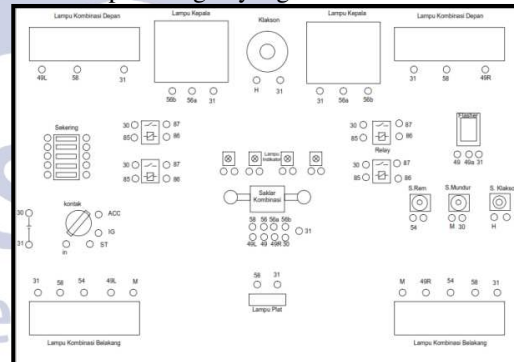 Lampu Kombinasi Depan
Lampu Kepala
Klakson
Lampu Kepala
Lampu Kombinasi Depan
49L 58 31
56b 56a 31
H 31
31 56a 56b
31 58 49R
Sekering
30 87
85 86
30 87
85 86
Lampu
Indikator
30 87
85 86
Relay
30 87
85 86
Flasher
49 49a 31
Saklar
Kombinasi
58 56 56a 56b
31
49L 49 49R 30
S.Rem
54
S.Mundur
M 30
S. Klakso
H
30
31
kontak
ACC
IG
ST
in
31 58 54 49L M
Lampu Kombinasi Belakang
58 31
Lampu Plat
M 49R 54 58 31
Lampu Kombinasi Belakang